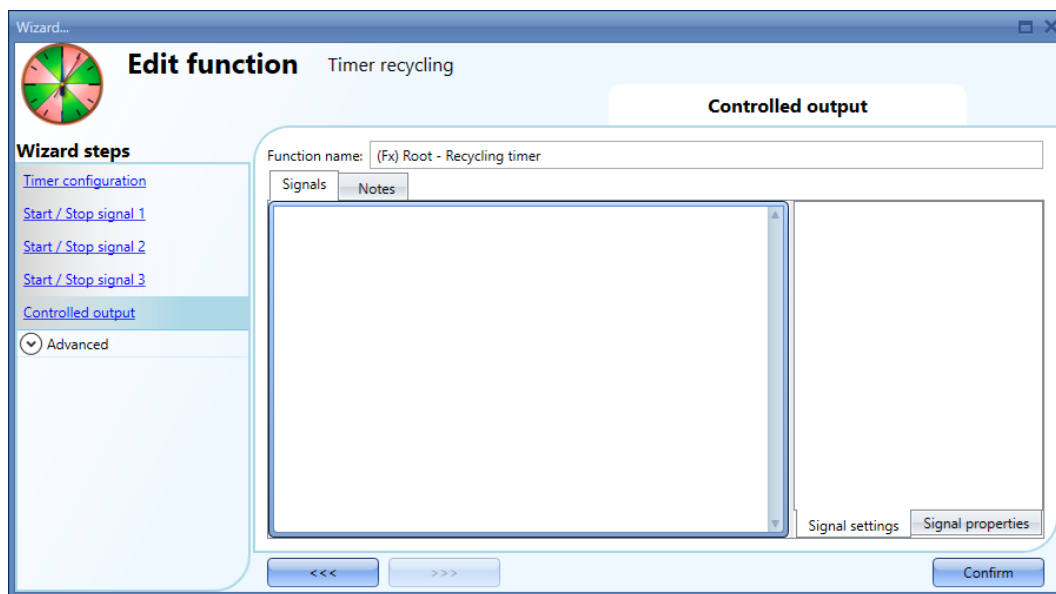 Wizard...
Edit function Timer recycling
Controlled output
Wizard steps
Timer configuration
Start / Stop signal 1
Start / Stop signal 2
Start / Stop signal 3
Controlled output
Advanced
Function name: (Fx) Root - Recycling timer
Signals Notes
Signal settings Signal properties
<<< >>> Confirm